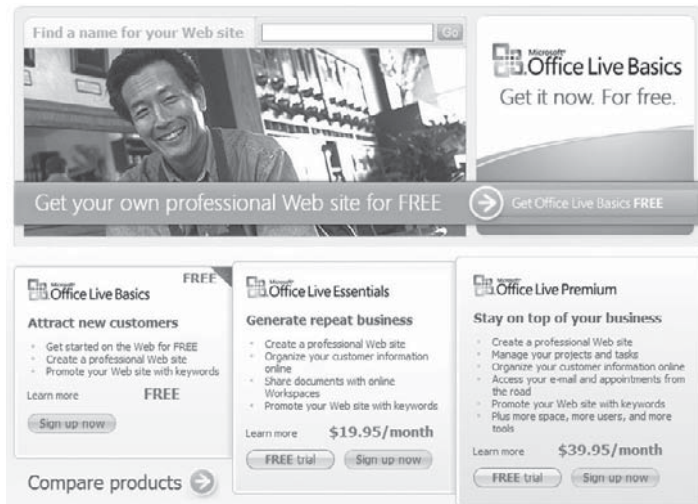 Find a name for your Web site
Go
Microsoft®
Office Live Basics
Get it now. For free.
Get your own professional Web site for FREE
Get Office Live Basics FREE
FREE
Microsoft®
Office Live Basics
Attract new customers
Get started on the Web for FREE
Create a professional Web site
Promote your Web site with keywords
Learn more
FREE
Sign up now
Microsoft®
Office Live Essentials
Generate repeat business
Create a professional Web site
Organize your customer information
online
Share documents with online
Workspaces
Promote your Web site with keywords
Learn more
$19.95/month
FREE trial
Sign up now
Microsoft®
Office Live Premium
Stay on top of your business
Create a professional Web site
Manage your projects and tasks
Organize your customer information online
Access your e-mail and appointments from
the road
Promote your Web site with keywords
Plus more space, more users, and more
tools
Learn more
$39.95/month
FREE trial
Sign up now
Compare products